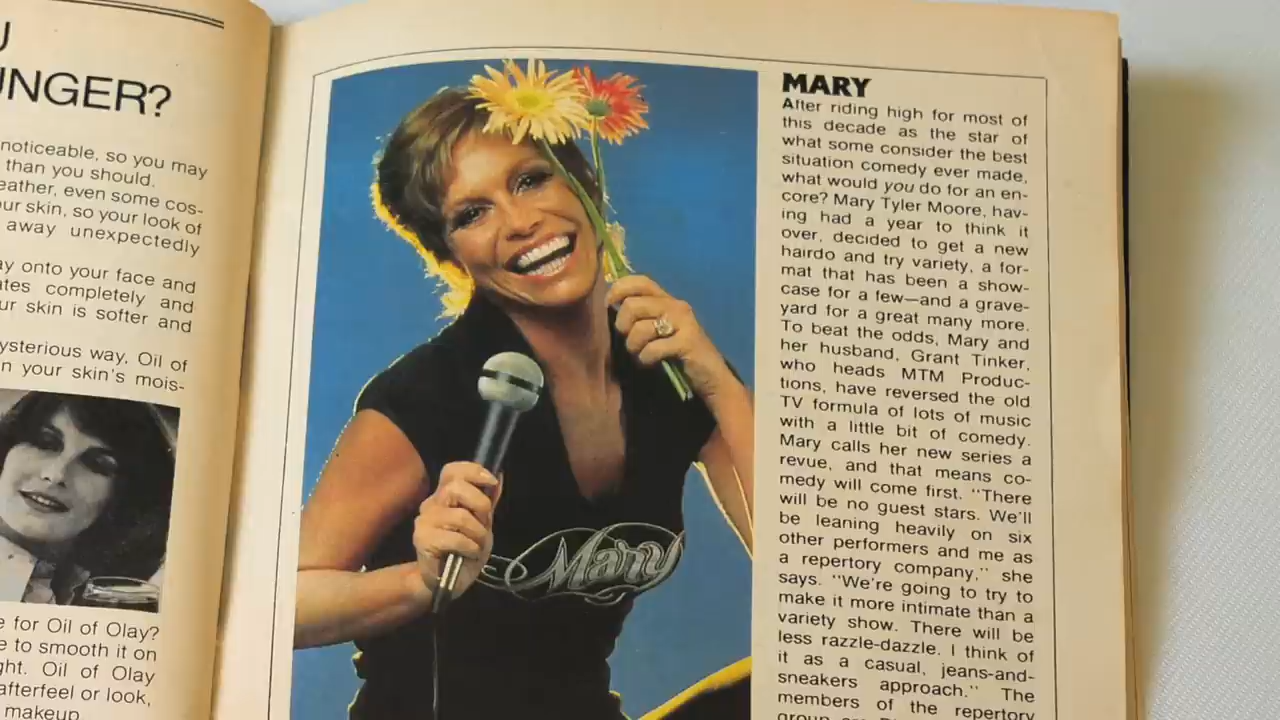 U
UNGER?
noticeable, so you may
than you should.
eather, even some cos-
ur skin, so your look of
away unexpectedly
ay onto your face and
ates completely and
ur skin is softer and
ysterious way, Oil of
n your skin's mois-
e for Oil of Olay?
e to smooth it on
ght. Oil of Olay
afterfeel or look,
makeup.
Mary
MARY
After riding high for most of
this decade as the star of
what some consider the best
situation comedy ever made,
what would you do for an en-
core? Mary Tyler Moore, hav-
ing had a year to think it
over, decided to get a new
hairdo and try variety, a for-
mat that has been a show-
case for a few—and a grave-
yard for a great many more.
To beat the odds, Mary and
her husband, Grant Tinker,
who heads MTM Produc-
tions, have reversed the old
TV formula of lots of music
with a little bit of comedy.
Mary calls her new series a
revue, and that means co-
medy will come first. "There
will be no guest stars. We'll
be leaning heavily on six
other performers and me as
a repertory company," she
says. "We're going to try to
make it more intimate than a
variety show. There will be
less razzle-dazzle. I think of
it as a casual, jeans-and-
sneakers approach." The
members of the repertory
group